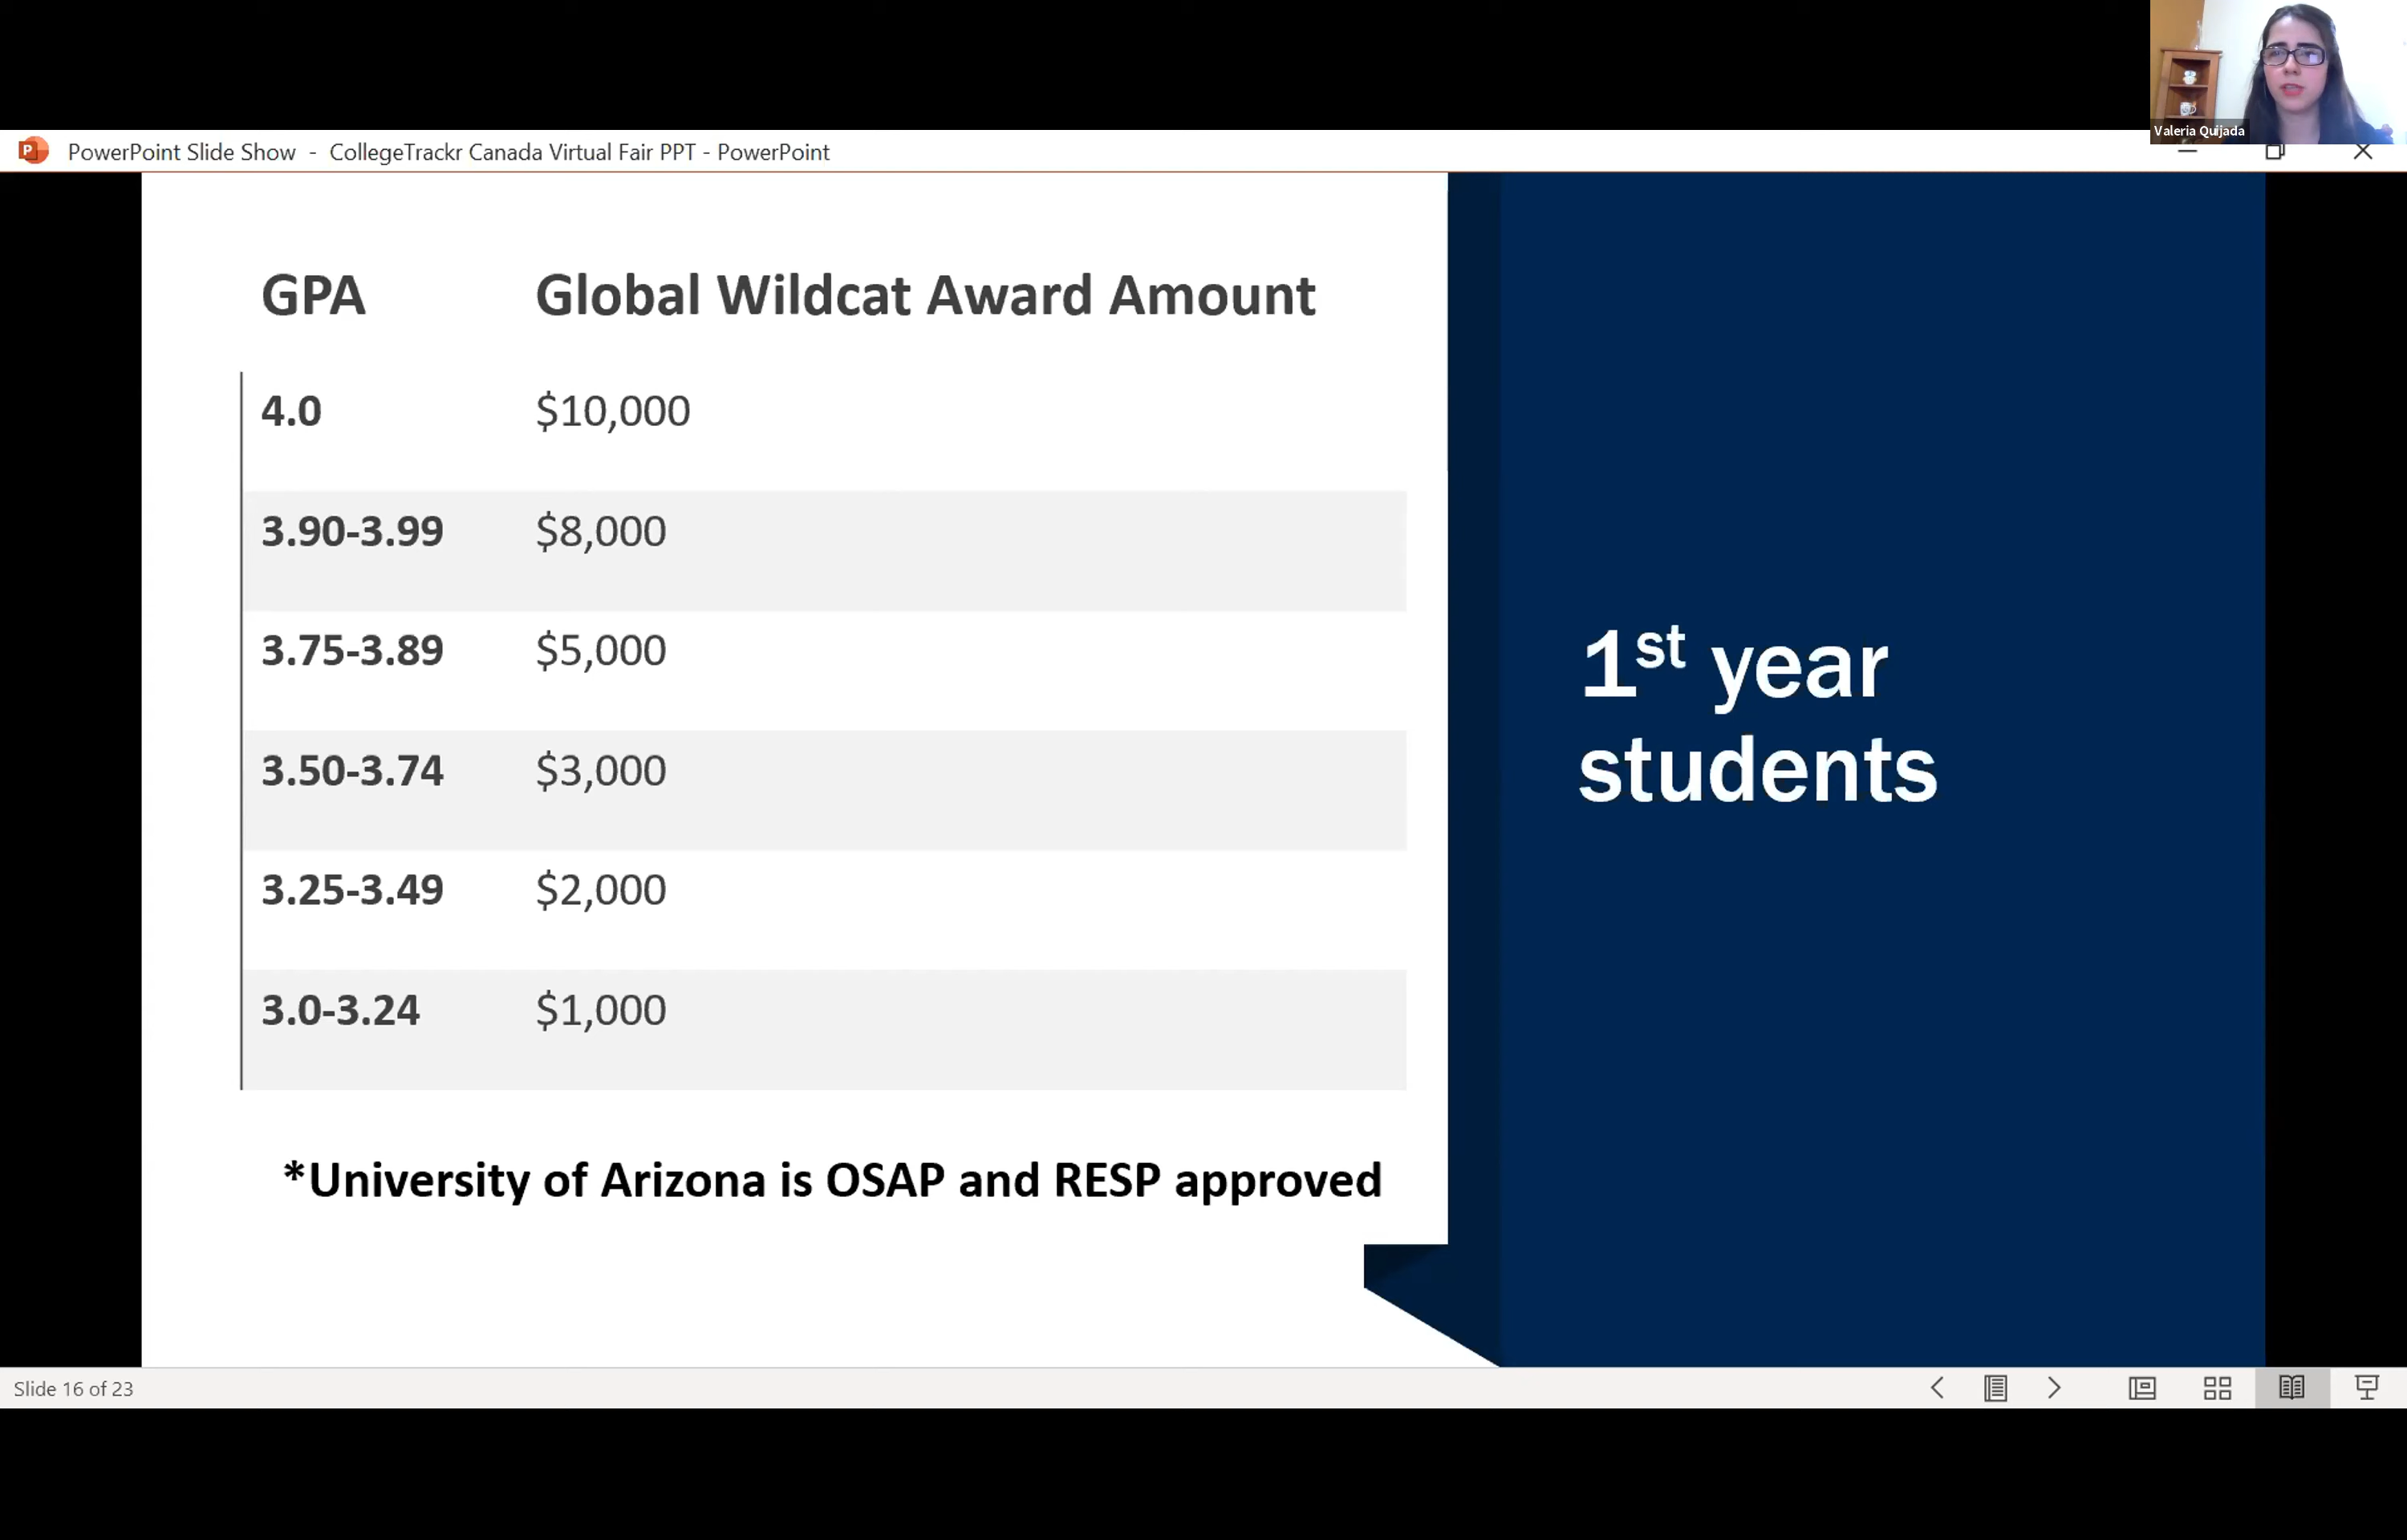 Valeria Quijada
PowerPoint Slide Show - CollegeTrackr Canada Virtual Fair PPT - PowerPoint
GPA Global Wildcat Award Amount
4.0 $10,000
3.90-3.99 $8,000
3.75-3.89 $5,000
3.50-3.74 $3,000
3.25-3.49 $2,000
3.0-3.24 $1,000
*University of Arizona is OSAP and RESP approved
1st year
students
Slide 16 of 23